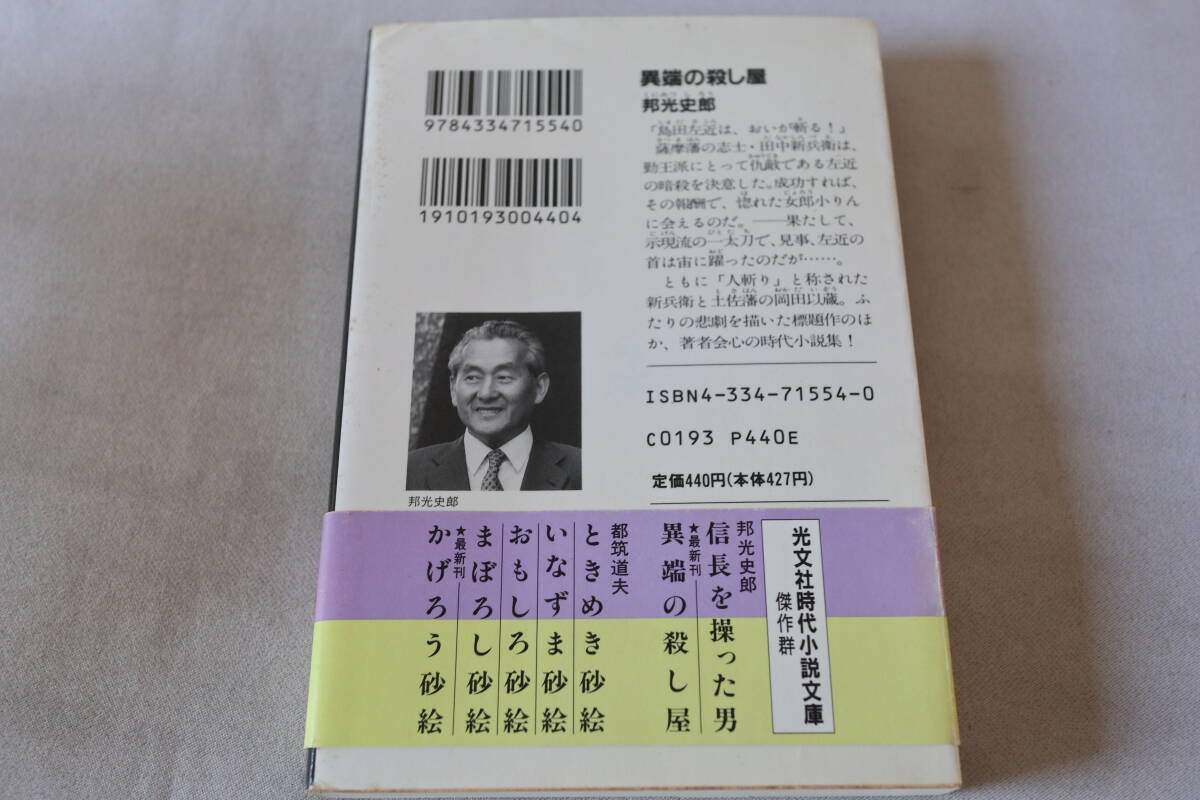 9784334715540
1910193004404
異端の殺し屋
くにみつしろう
邦光史郎
「島田左近は、おいが斬る！」
薩摩藩の志士・田中新兵衛は、
勤王派にとって仇敵である左近
の暗殺を決意した。成功すれば、
その報酬で、惚れた女郎小りん
に会えるのだ。——果たして、
示現流の一太刀で、見事、左近の
首は宙に躍ったのだが……。
ともに「人斬り」と称された
新兵衛と土佐藩の岡田以蔵。ふ
たりの悲劇を描いた標題作のほ
か、著者会心の時代小説集！
ISBN4-334-71554-0
C0193 P440E
定価440円(本体427円)
邦光史郎
光文社時代小説文庫
傑作群
邦光史郎
信長を操った男
★最新刊
異端の殺し屋
都筑道夫
ときめき砂絵
いなずま砂絵
おもしろ砂絵
まぼろし砂絵
★最新刊
かげろう砂絵